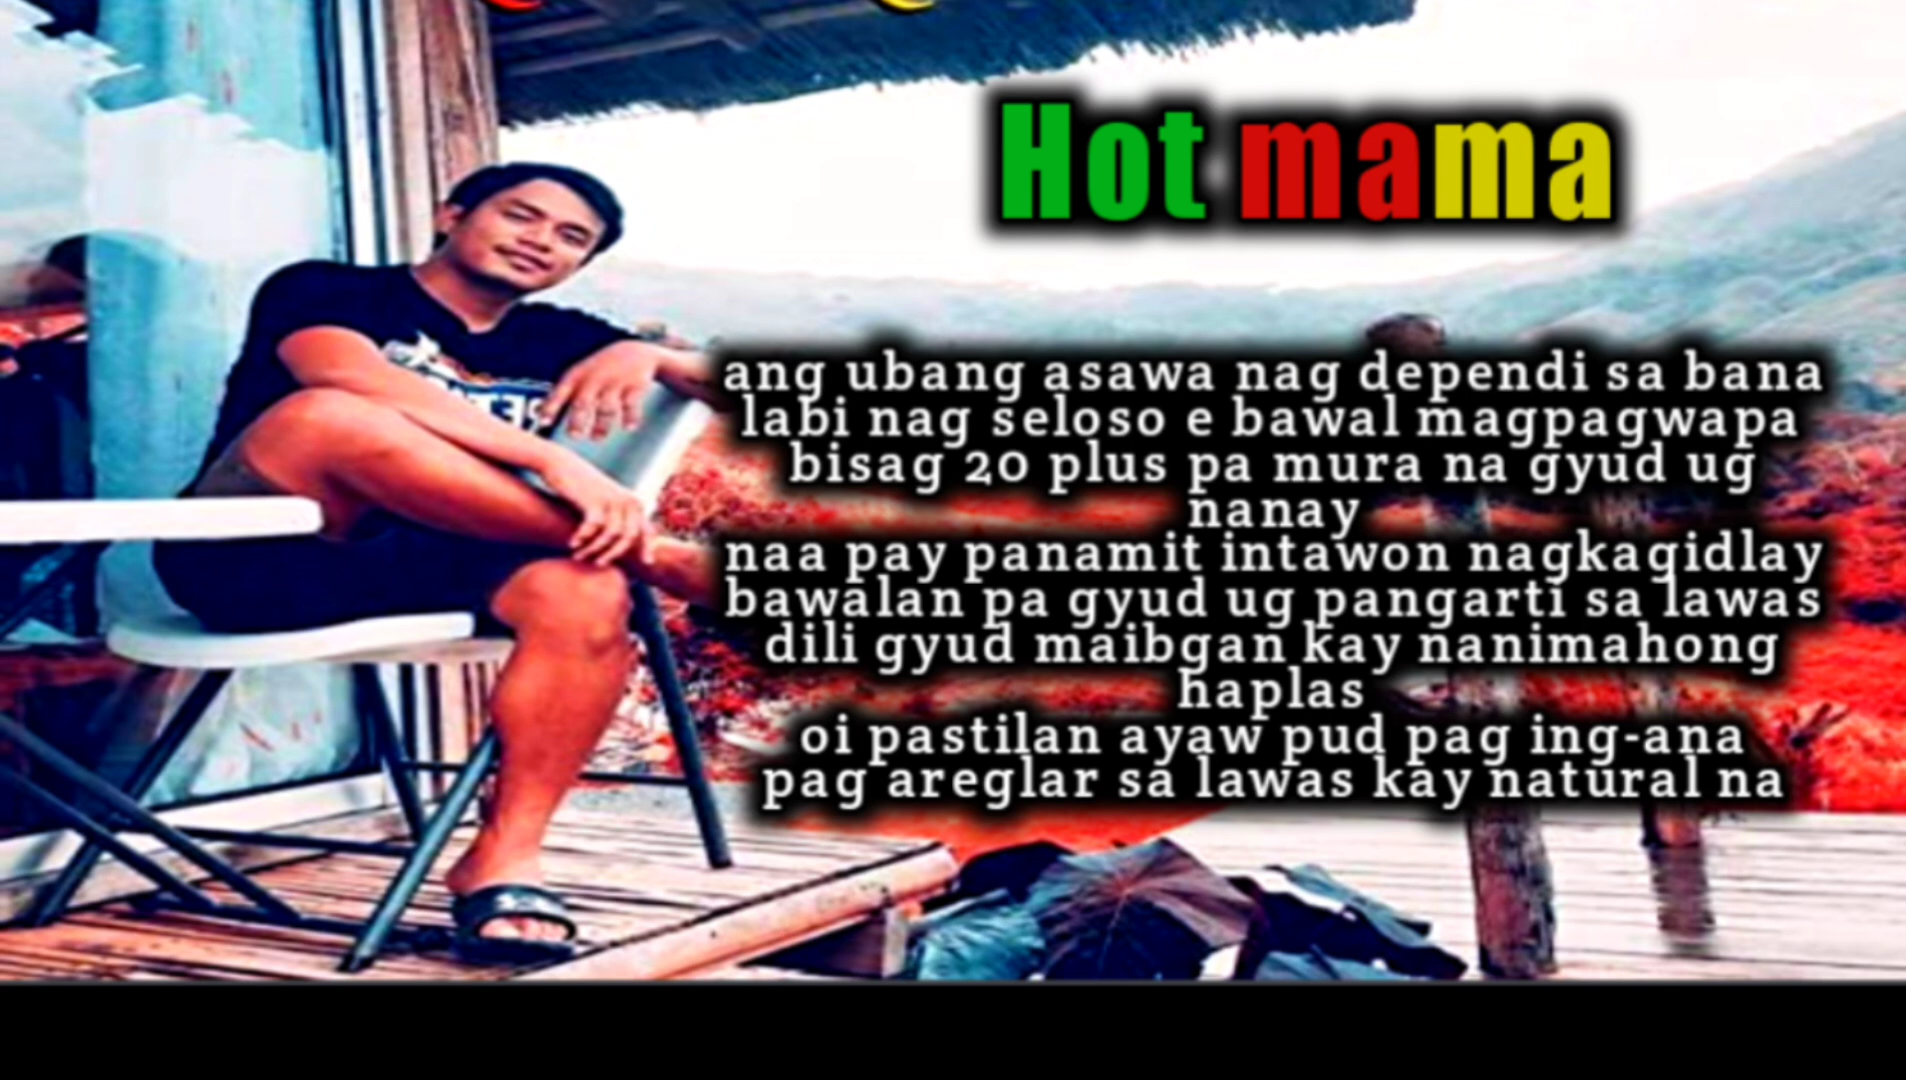 Hot mama
ang ubang asawa nag dependi sa bana
labi nag seloso e bawal magpagwapa
bisag 20 plus pa mura na gyud ug
nanay
naa pay panamit intawon nagkagidlay
bawalan pa gyud ug pangarti sa lawas
dili gyud maibgan kay nanimahong
haplas
oi pastilan ayaw pud pag ing-ana
pag areglar sa lawas kay natural na